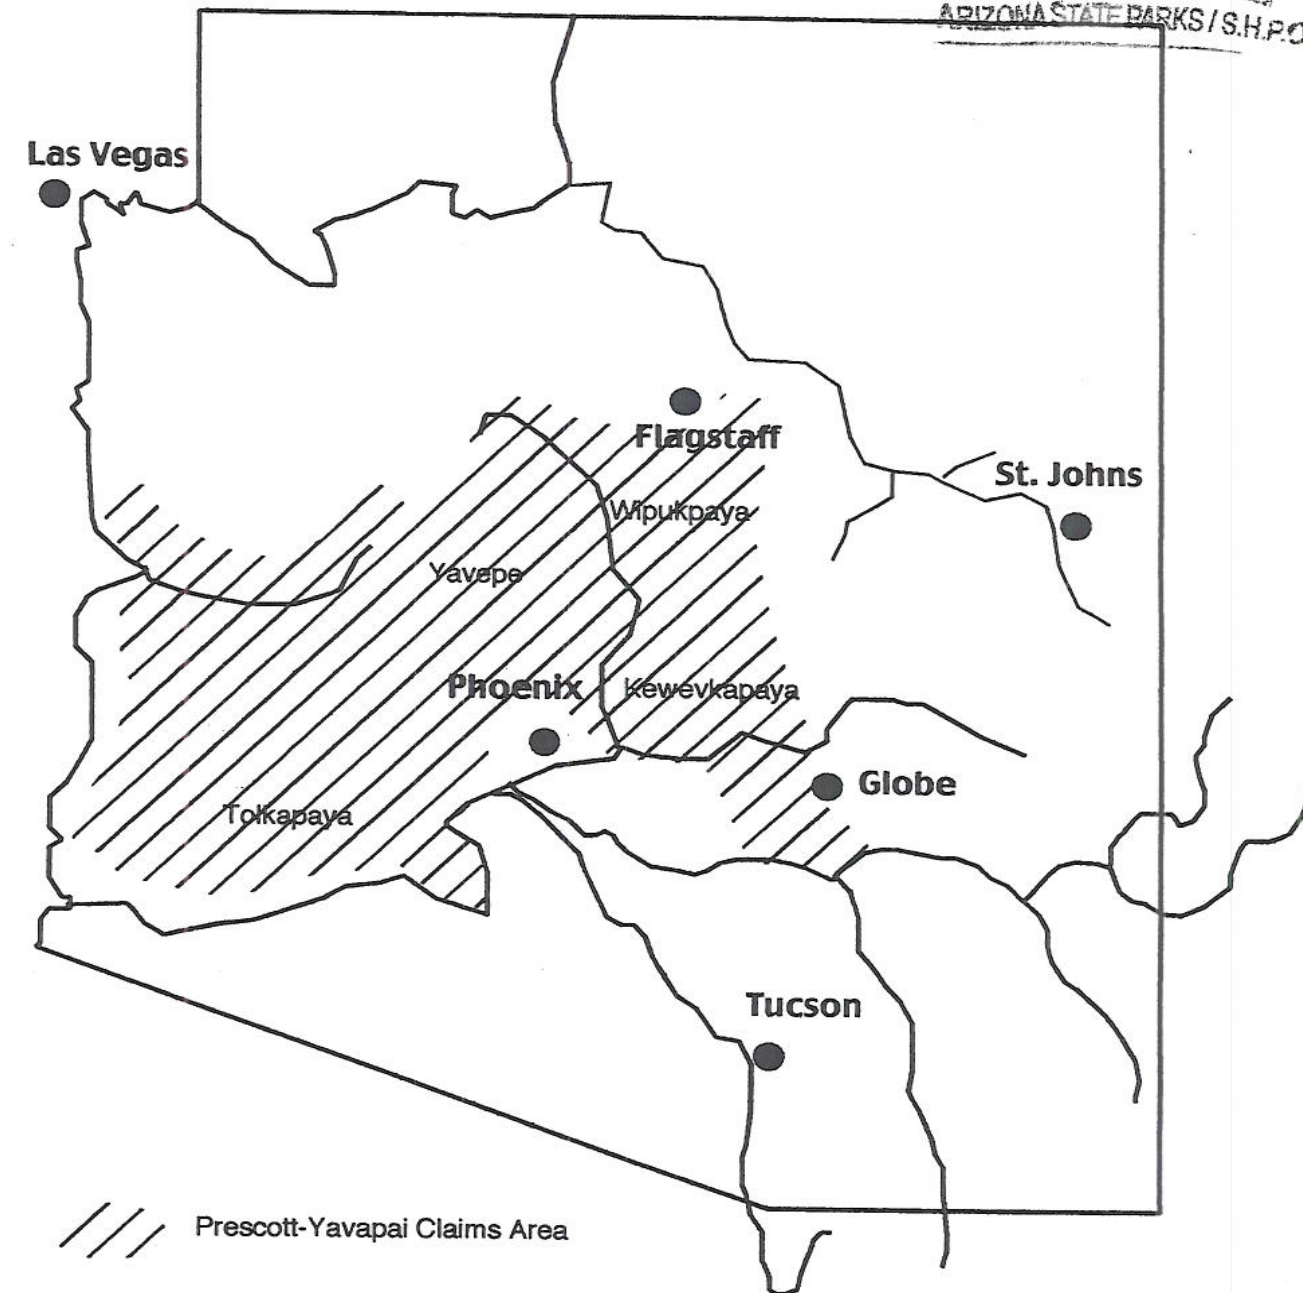 ARIZONA STATE PARKS / S.H.P.O
Las Vegas
Flagstaff
St. Johns
Wipukpaya
Yavepe
Phoenix
Kewevkapaya
Globe
Tolkapaya
Tucson
Prescott-Yavapai Claims Area